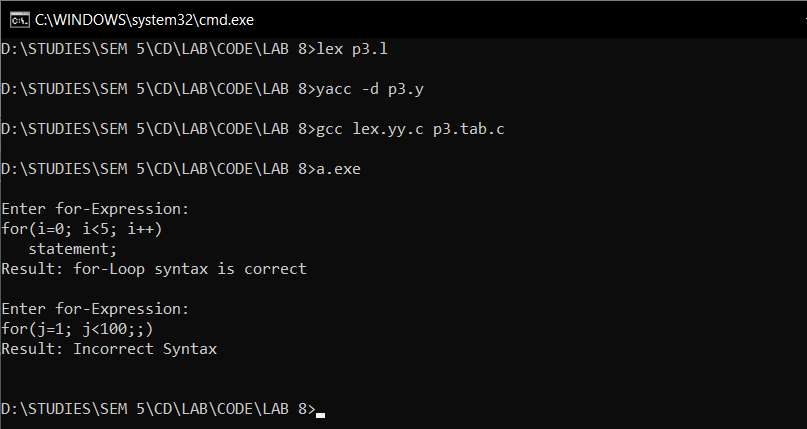 C:\WINDOWS\system32\cmd.exe
D:\STUDIES\SEM 5\CD\LAB\CODE\LAB 8>lex p3.l
D:\STUDIES\SEM 5\CD\LAB\CODE\LAB 8>yacc -d p3.y
D:\STUDIES\SEM 5\CD\LAB\CODE\LAB 8>gcc lex.yy.c p3.tab.c
D:\STUDIES\SEM 5\CD\LAB\CODE\LAB 8>a.exe
Enter for-Expression:
for(i=0; i<5; i++)
   statement;
Result: for-Loop syntax is correct
Enter for-Expression:
for(j=1; j<100;;)
Result: Incorrect Syntax
D:\STUDIES\SEM 5\CD\LAB\CODE\LAB 8>